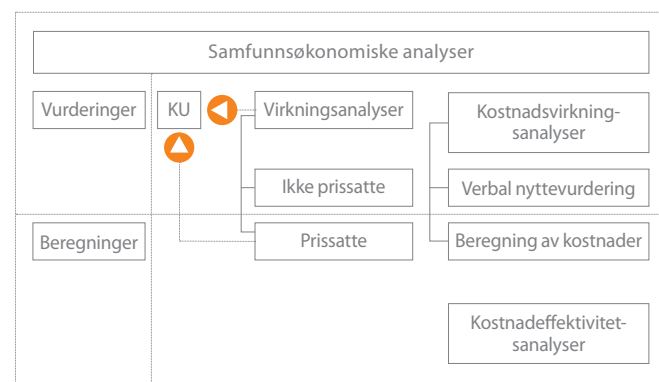 Samfunnsøkonomiske analyser
Vurderinger
KU
Virkningsanalyser
Kostnadsvirkning-
sanalyser
Ikke prissatte
Verbal nyttevurdering
Beregninger
Prissatte
Beregning av kostnader
Kostnadeffektivitet-
sanalyser